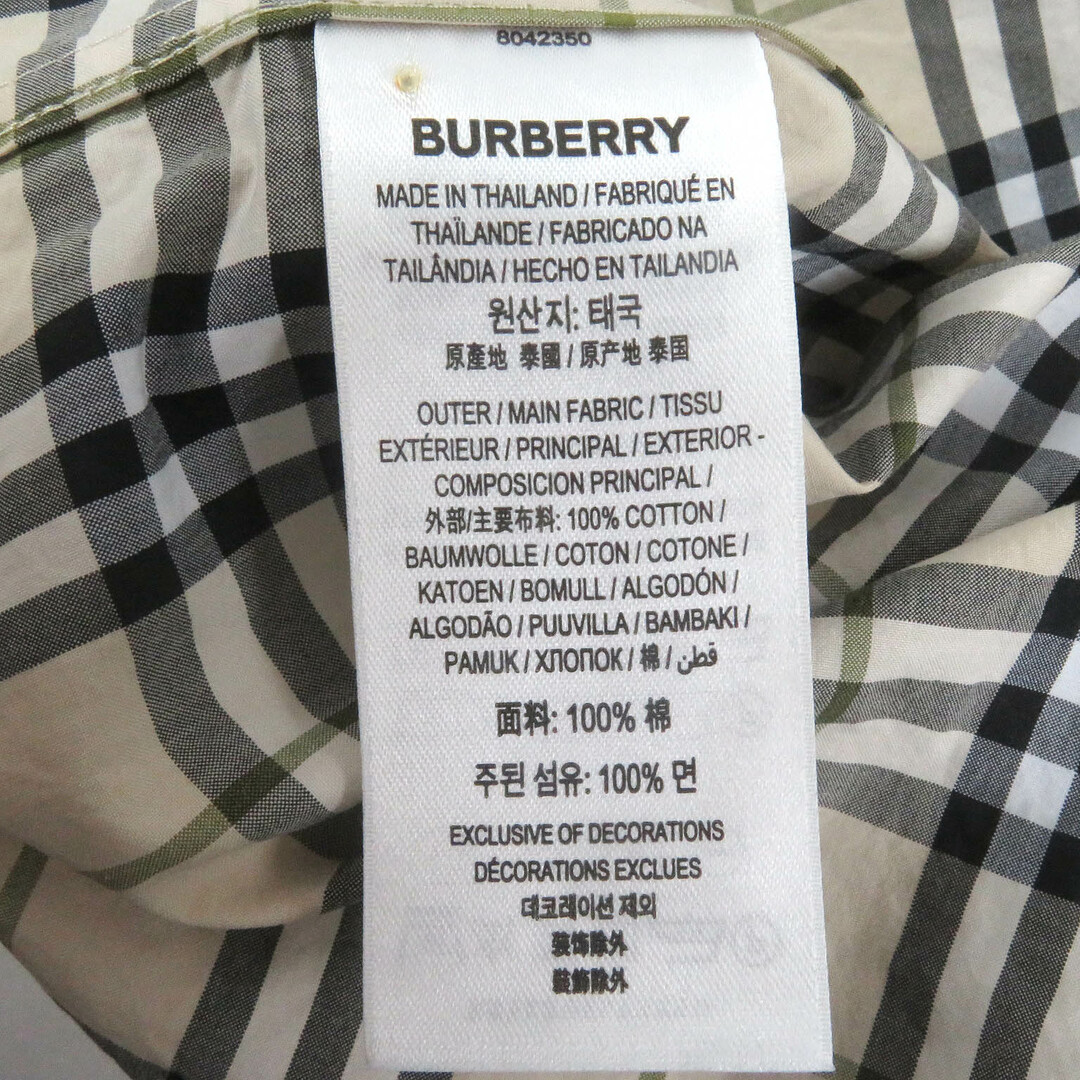 8042350
BURBERRY
MADE IN THAILAND / FABRIQUÉ EN
THAÏLANDE / FABRICADO NA
TAILÂNDIA / HECHO EN TAILANDIA
원산지: 태국
原產地 泰國 / 原产地 泰国
OUTER / MAIN FABRIC / TISSU
EXTÉRIEUR / PRINCIPAL / EXTERIOR -
COMPOSICION PRINCIPAL /
外部/主要布料: 100% COTTON /
BAUMWOLLE / COTON / COTONE /
KATOEN / BOMULL / ALGODÓN /
ALGODÃO / PUUVILLA / BAMBAKI /
PAMUK / ХЛОПОК / 棉 / قطن
面料: 100% 棉
주된 섬유: 100% 면
EXCLUSIVE OF DECORATIONS
DÉCORATIONS EXCLUES
데코레이션 제외
装饰除外
裝飾除外